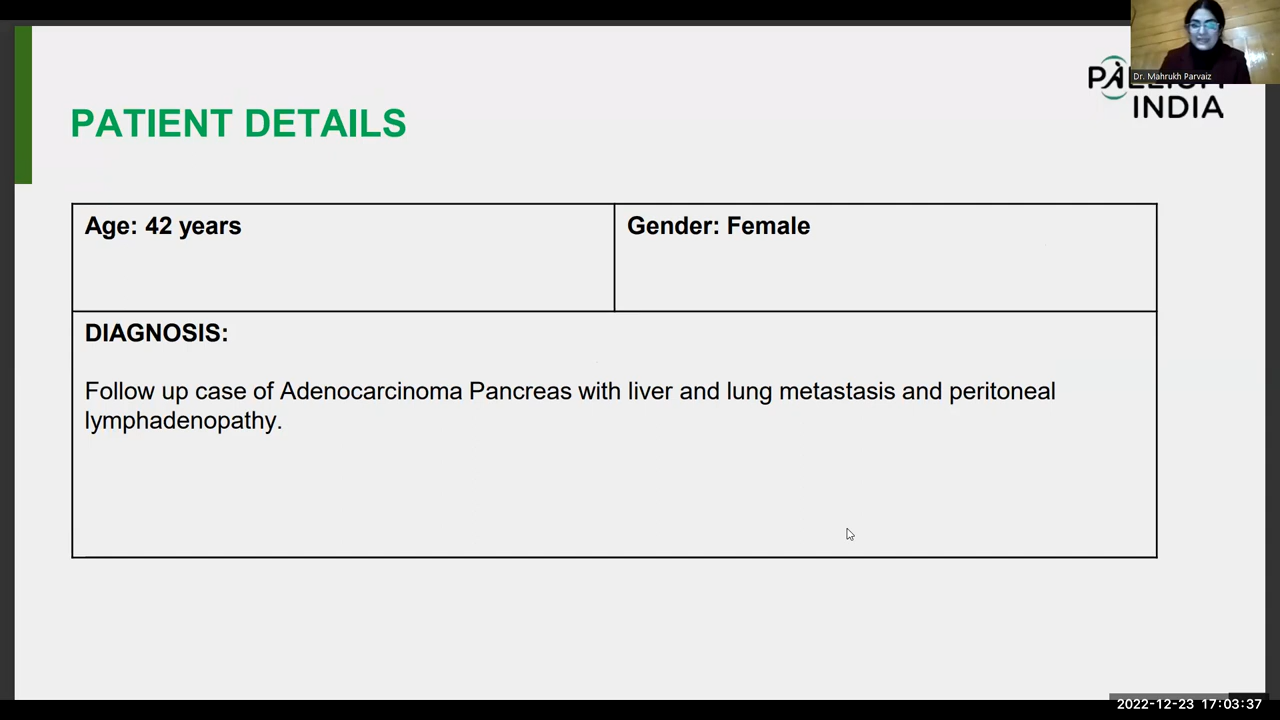 Dr. Mahrukh Parvaiz
INDIA
PATIENT DETAILS
Age: 42 years
Gender: Female
DIAGNOSIS:
Follow up case of Adenocarcinoma Pancreas with liver and lung metastasis and peritoneal
lymphadenopathy.
2022-12-23 17:03:37